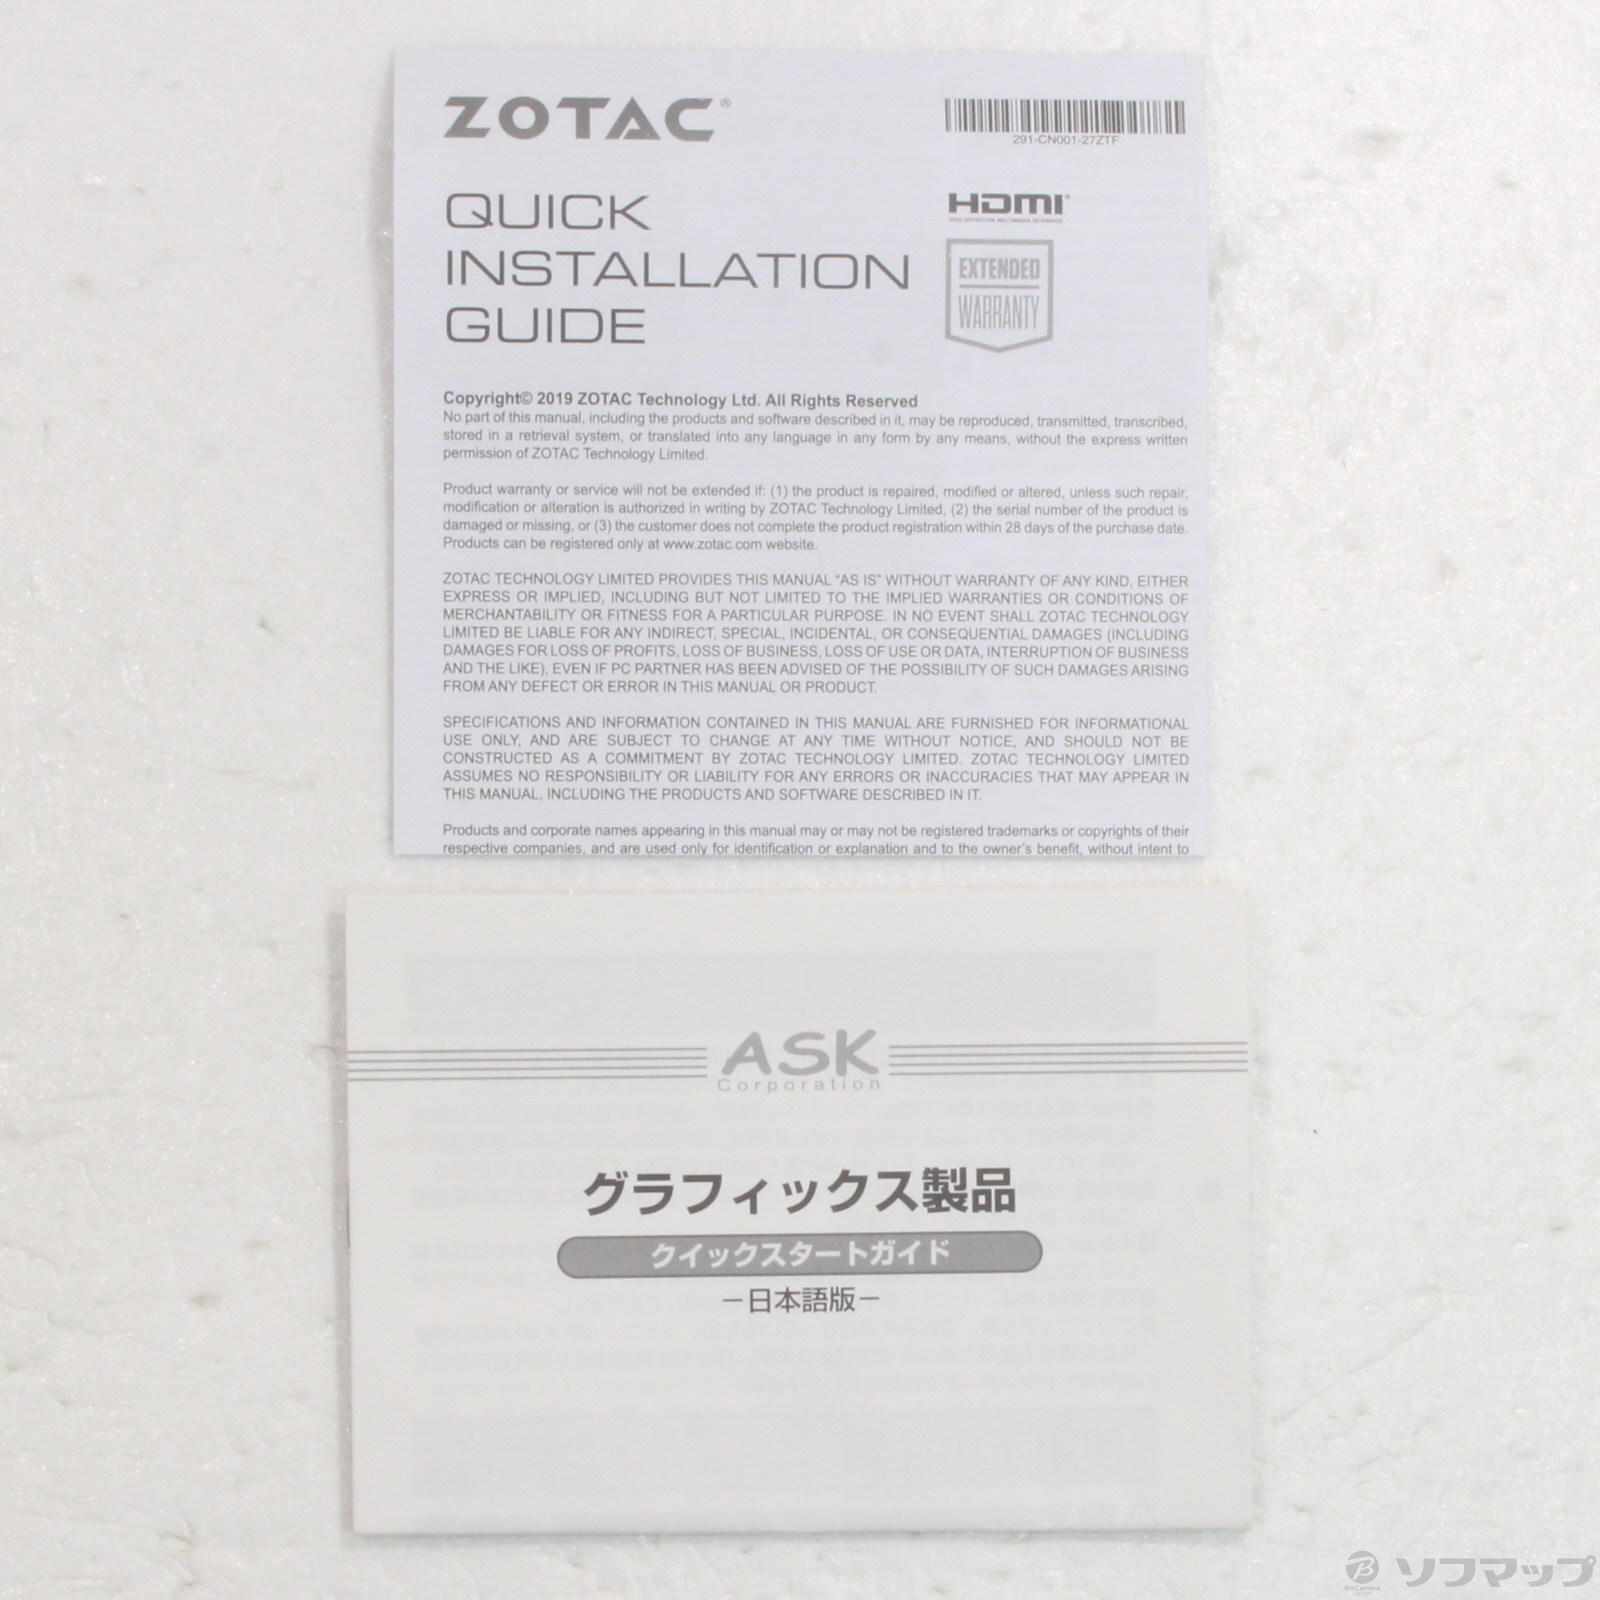 ZOTAC®
291-CN001-27ZTF
QUICK
INSTALLATION
GUIDE
HDMI®
HIGH-DEFINITION MULTIMEDIA INTERFACE
EXTENDED
WARRANTY
Copyright© 2019 ZOTAC Technology Ltd. All Rights Reserved
No part of this manual, including the products and software described in it, may be reproduced, transmitted, transcribed,
stored in a retrieval system, or translated into any language in any form by any means, without the express written
permission of ZOTAC Technology Limited.
Product warranty or service will not be extended if: (1) the product is repaired, modified or altered, unless such repair,
modification or alteration is authorized in writing by ZOTAC Technology Limited, (2) the serial number of the product is
damaged or missing, or (3) the customer does not complete the product registration within 28 days of the purchase date.
Products can be registered only at www.zotac.com website.
ZOTAC TECHNOLOGY LIMITED PROVIDES THIS MANUAL “AS IS” WITHOUT WARRANTY OF ANY KIND, EITHER
EXPRESS OR IMPLIED, INCLUDING BUT NOT LIMITED TO THE IMPLIED WARRANTIES OR CONDITIONS OF
MERCHANTABILITY OR FITNESS FOR A PARTICULAR PURPOSE. IN NO EVENT SHALL ZOTAC TECHNOLOGY
LIMITED BE LIABLE FOR ANY INDIRECT, SPECIAL, INCIDENTAL, OR CONSEQUENTIAL DAMAGES (INCLUDING
DAMAGES FOR LOSS OF PROFITS, LOSS OF BUSINESS, LOSS OF USE OR DATA, INTERRUPTION OF BUSINESS
AND THE LIKE), EVEN IF PC PARTNER HAS BEEN ADVISED OF THE POSSIBILITY OF SUCH DAMAGES ARISING
FROM ANY DEFECT OR ERROR IN THIS MANUAL OR PRODUCT.
SPECIFICATIONS AND INFORMATION CONTAINED IN THIS MANUAL ARE FURNISHED FOR INFORMATIONAL
USE ONLY, AND ARE SUBJECT TO CHANGE AT ANY TIME WITHOUT NOTICE, AND SHOULD NOT BE
CONSTRUCTED AS A COMMITMENT BY ZOTAC TECHNOLOGY LIMITED. ZOTAC TECHNOLOGY LIMITED
ASSUMES NO RESPONSIBILITY OR LIABILITY FOR ANY ERRORS OR INACCURACIES THAT MAY APPEAR IN
THIS MANUAL, INCLUDING THE PRODUCTS AND SOFTWARE DESCRIBED IN IT.
Products and corporate names appearing in this manual may or may not be registered trademarks or copyrights of their
respective companies, and are used only for identification or explanation and to the owner's benefit, without intent to
ASK
Corporation
グラフィックス製品
クイックスタートガイド
－日本語版－
BicCamera
GROUP
ソフマップ